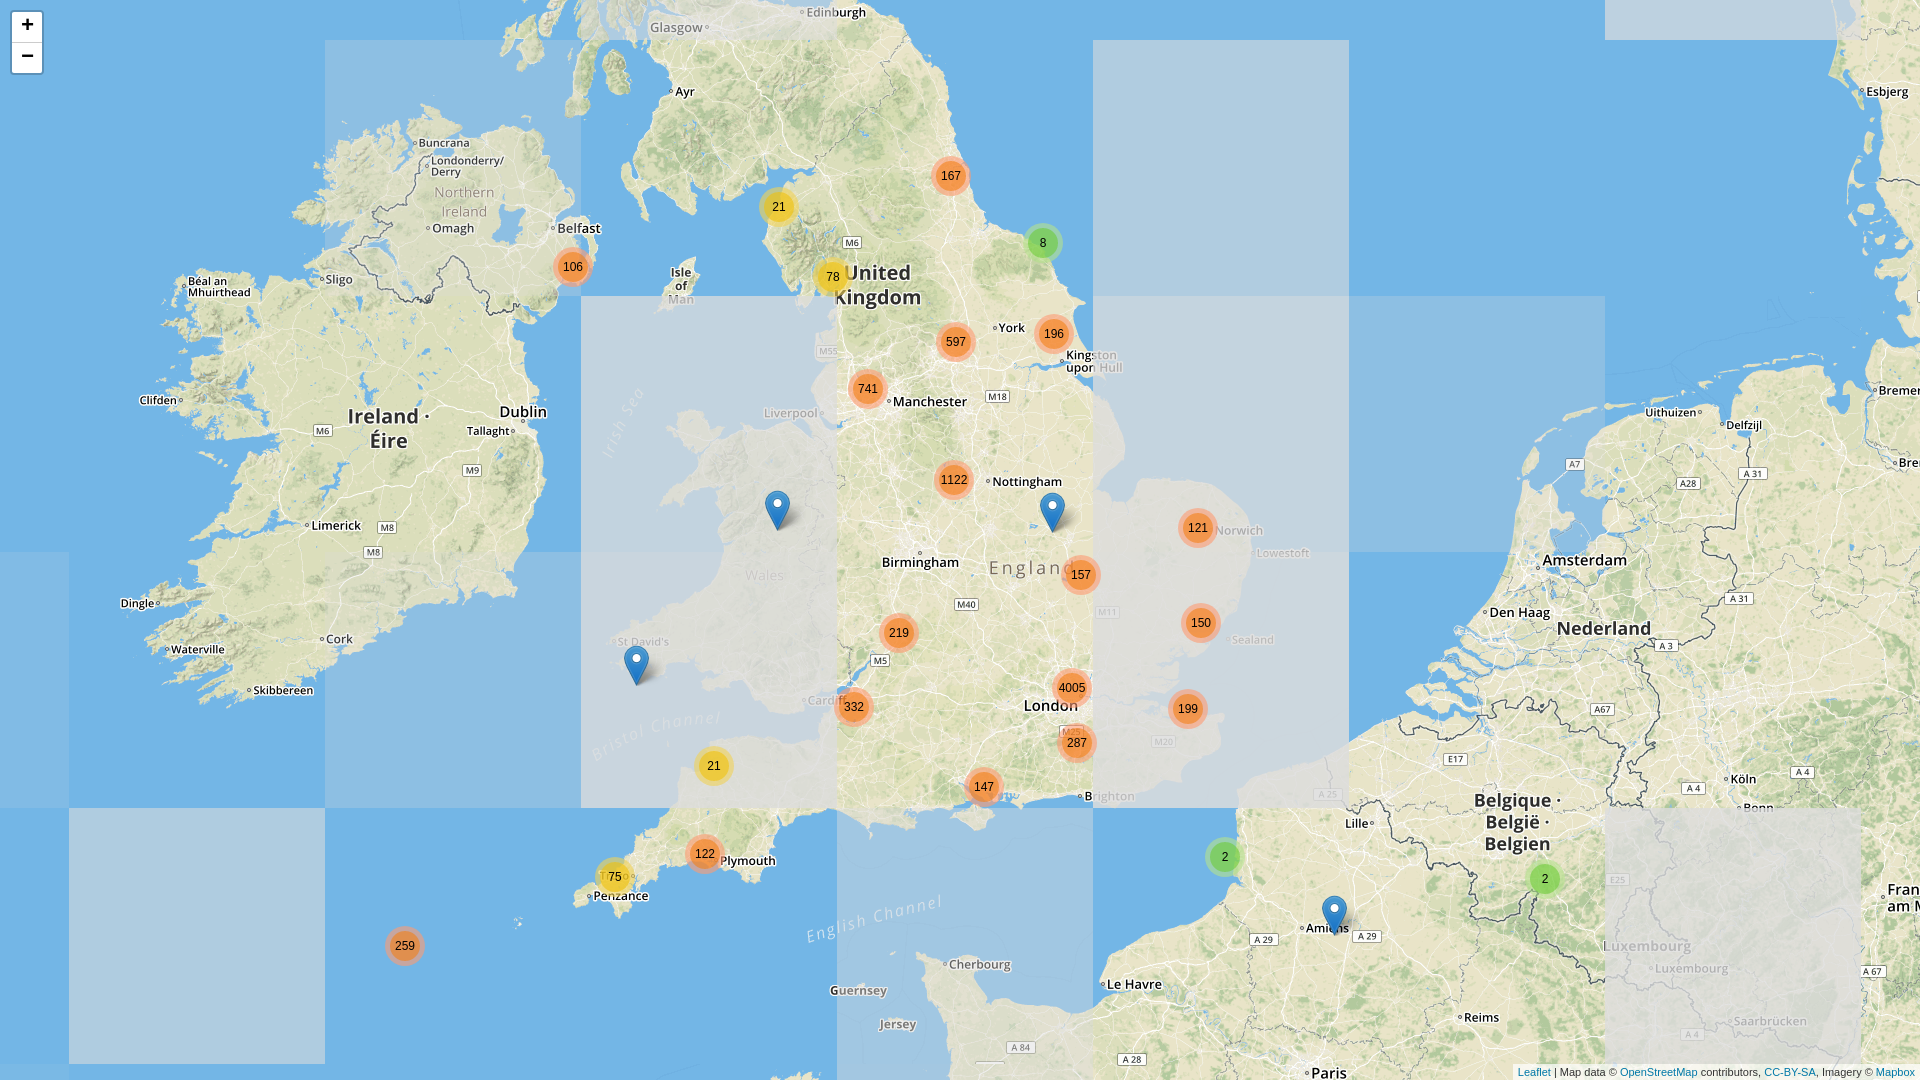 +
−
Edinburgh
Glasgow
Ayr
Esbjerg
Buncrana
Londonderry/
Derry
Northern
Ireland
Omagh
Belfast
167
21
8
M6
106
78
United
Kingdom
Isle
of
Man
Sligo
Béal an
Mhuirthead
York
196
597
M55
Kingston
upon Hull
741
Manchester
M18
Liverpool
Irish Sea
Clifden
Ireland ·
Éire
Dublin
Tallaght
M6
M9
Uithuizen
Delfzijl
A7
A 31
A28
1122
Nottingham
121
Norwich
Lowestoft
Limerick
M8
M8
Birmingham
England
157
Wales
Amsterdam
A 31
Dingle
M40
M11
Den Haag
Nederland
219
150
Sealand
Cork
Waterville
St David's
M5
A 3
Skibbereen
4005
London
Cardiff
332
199
A67
M25
287
M20
Bristol Channel
21
E17
Köln
A 4
A 4
147
Brighton
A 25
Belgique ·
België ·
Belgien
Bonn
Lille
122
Plymouth
2
75
Penzance
2
E25
English Channel
259
Amiens
A 29
A 29
Luxembourg
Luxembourg
A 67
Cherbourg
Guernsey
Le Havre
Jersey
Reims
Saarbrücken
A 4
A 84
A 28
Paris
Leaflet | Map data © OpenStreetMap contributors, CC-BY-SA, Imagery © Mapbox